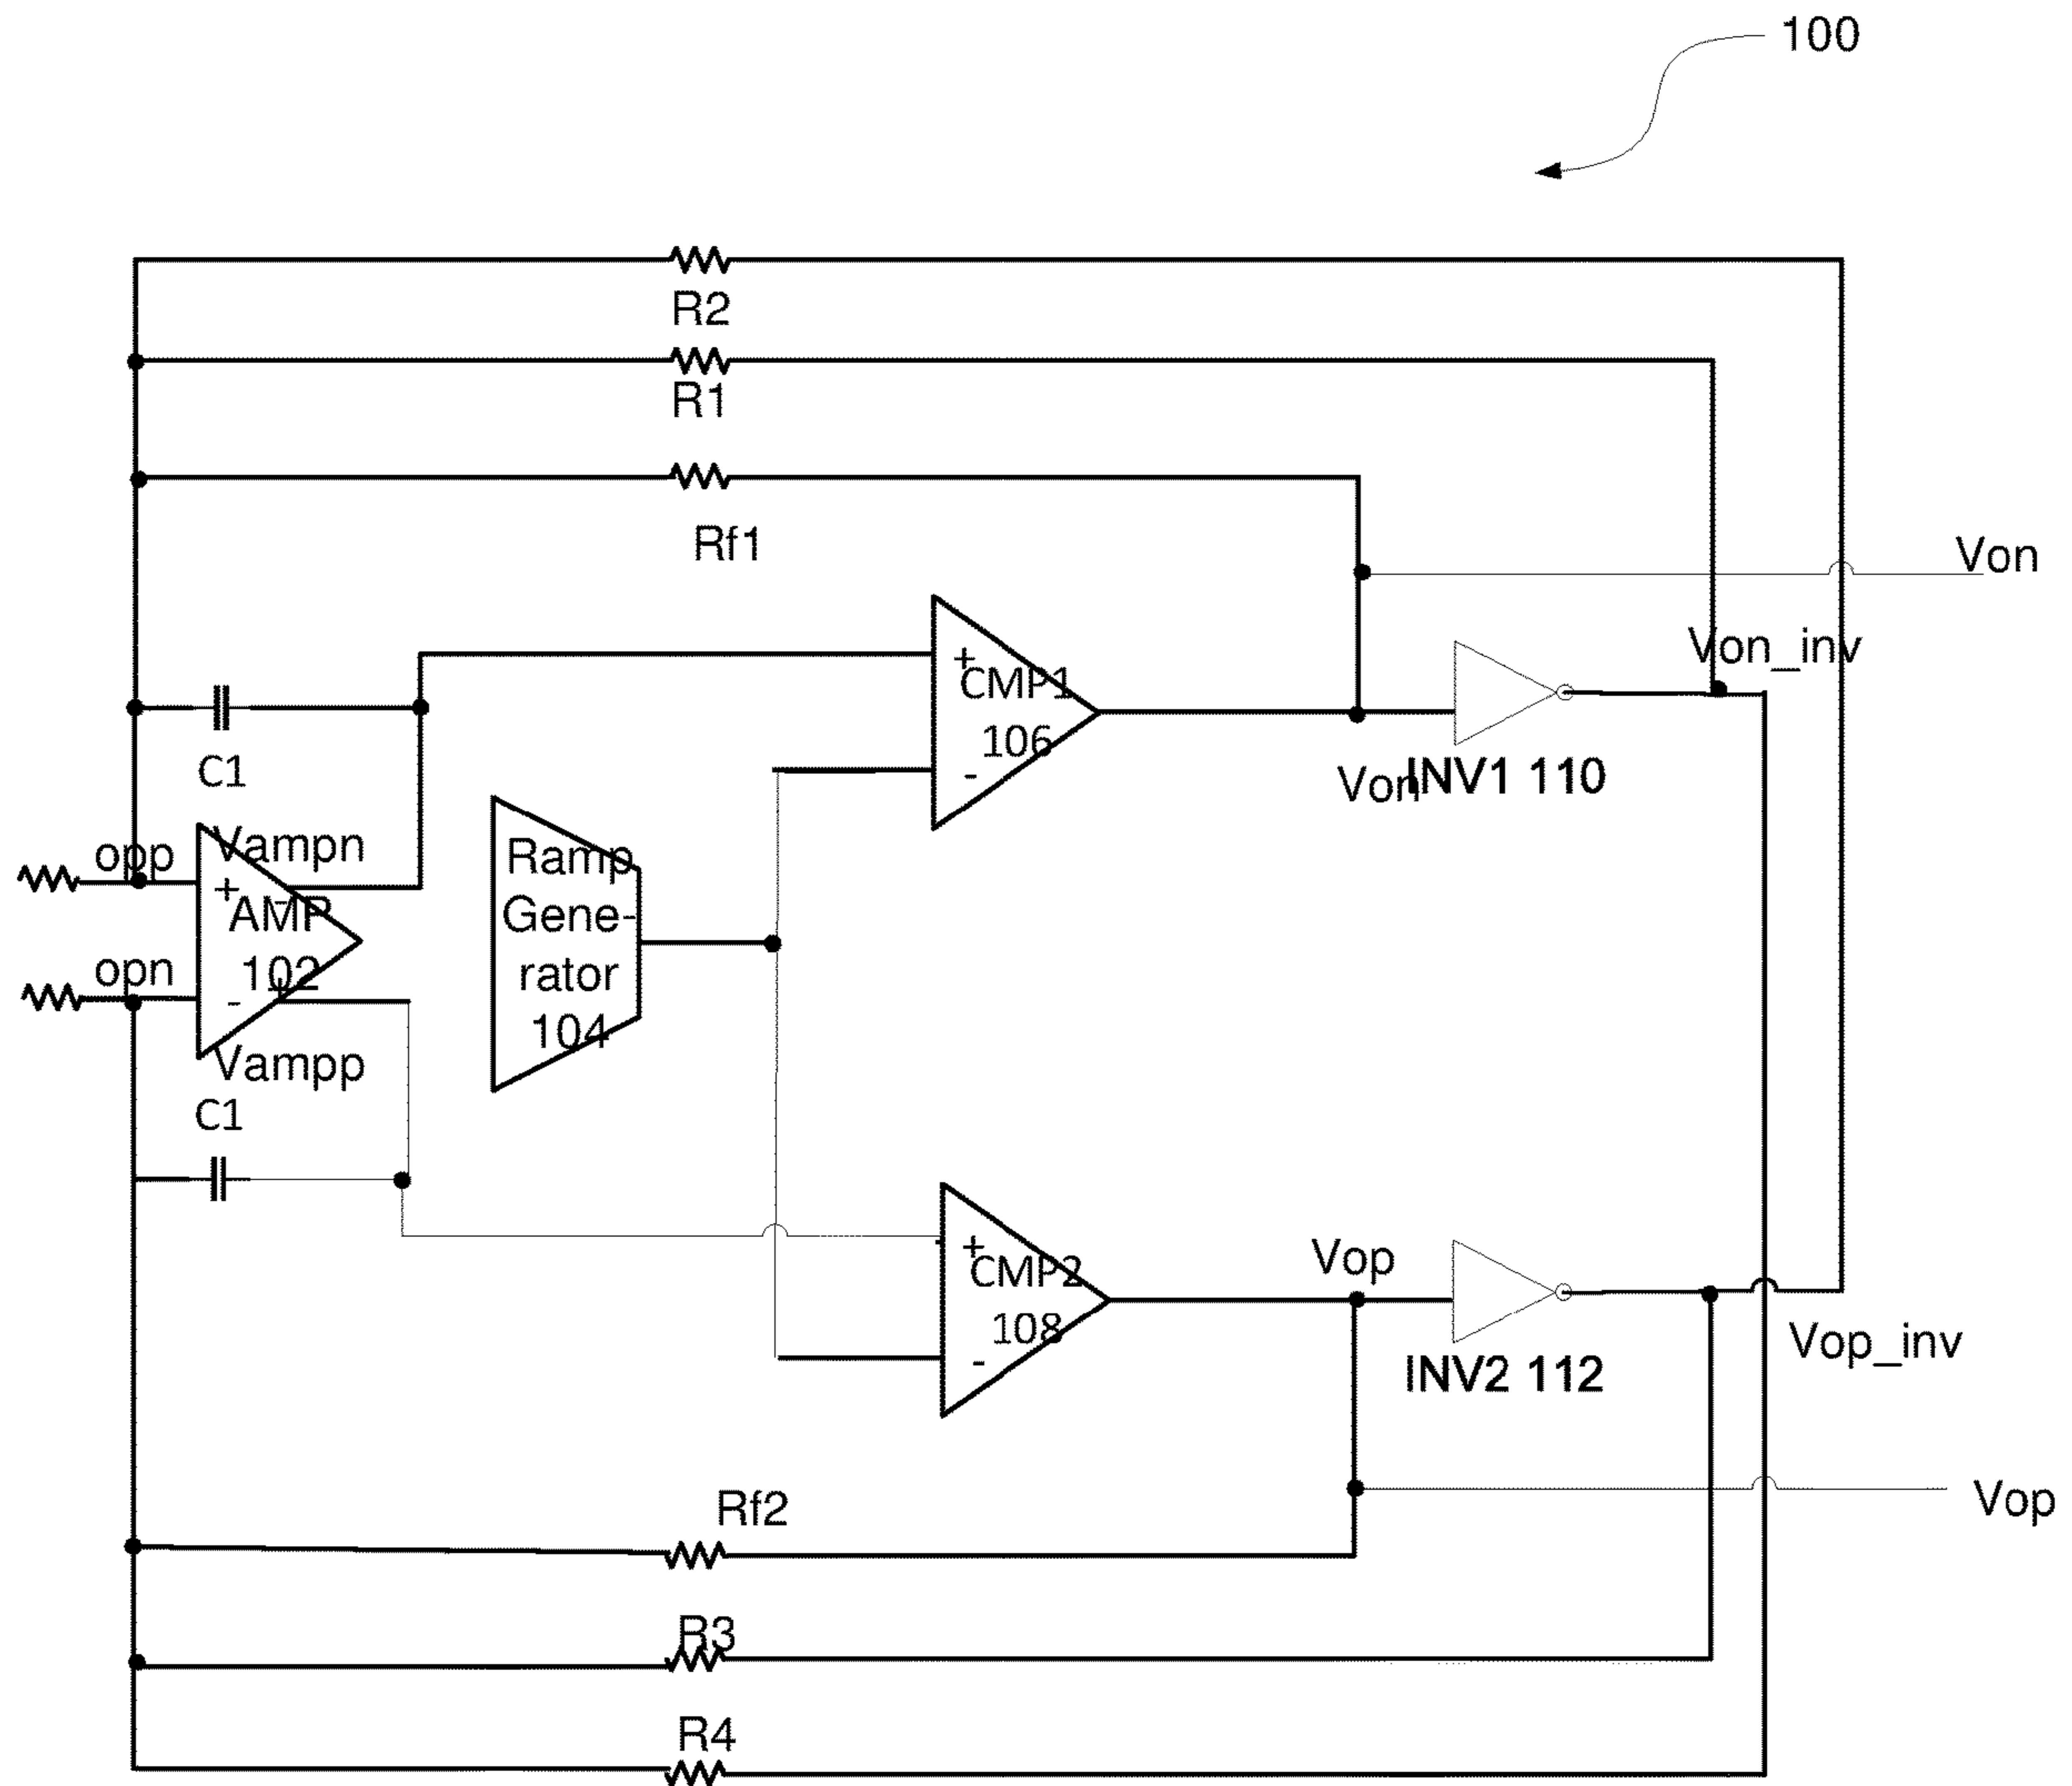 100
R2
R1
Rf1
Von
Von_inv
+
CMP1
106
-
Von
INV1 110
C1
opp
Vampn
+
-
AMP
102
opn
-
+
Vampp
C1
Ramp
Gene-
rator
104
+
CMP2
108
-
Vop
INV2 112
Vop_inv
Rf2
Vop
R3
R4